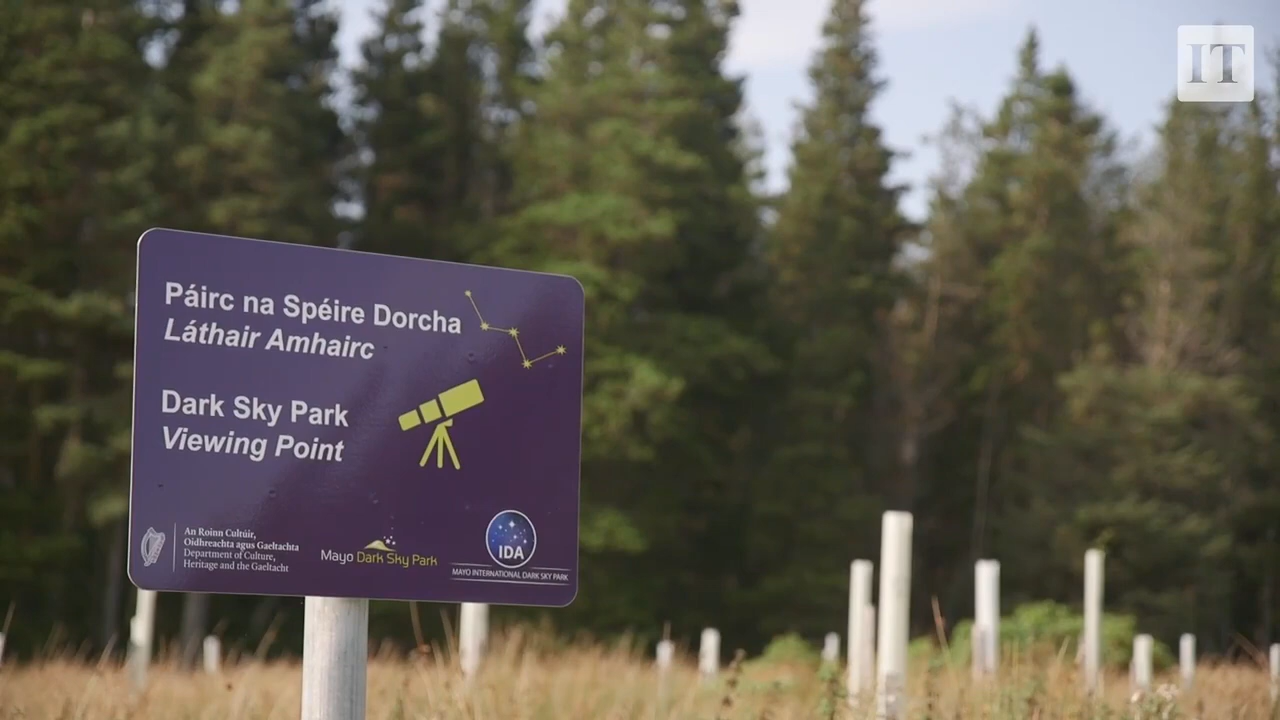 IT
Páirc na Spéire Dorcha
Láthair Amhairc
Dark Sky Park
Viewing Point
An Roinn Cultúir,
Oidhreachta agus Gaeltachta
Department of Culture,
Heritage and the Gaeltacht
Mayo Dark Sky Park
IDA
MAYO INTERNATIONAL DARK SKY PARK